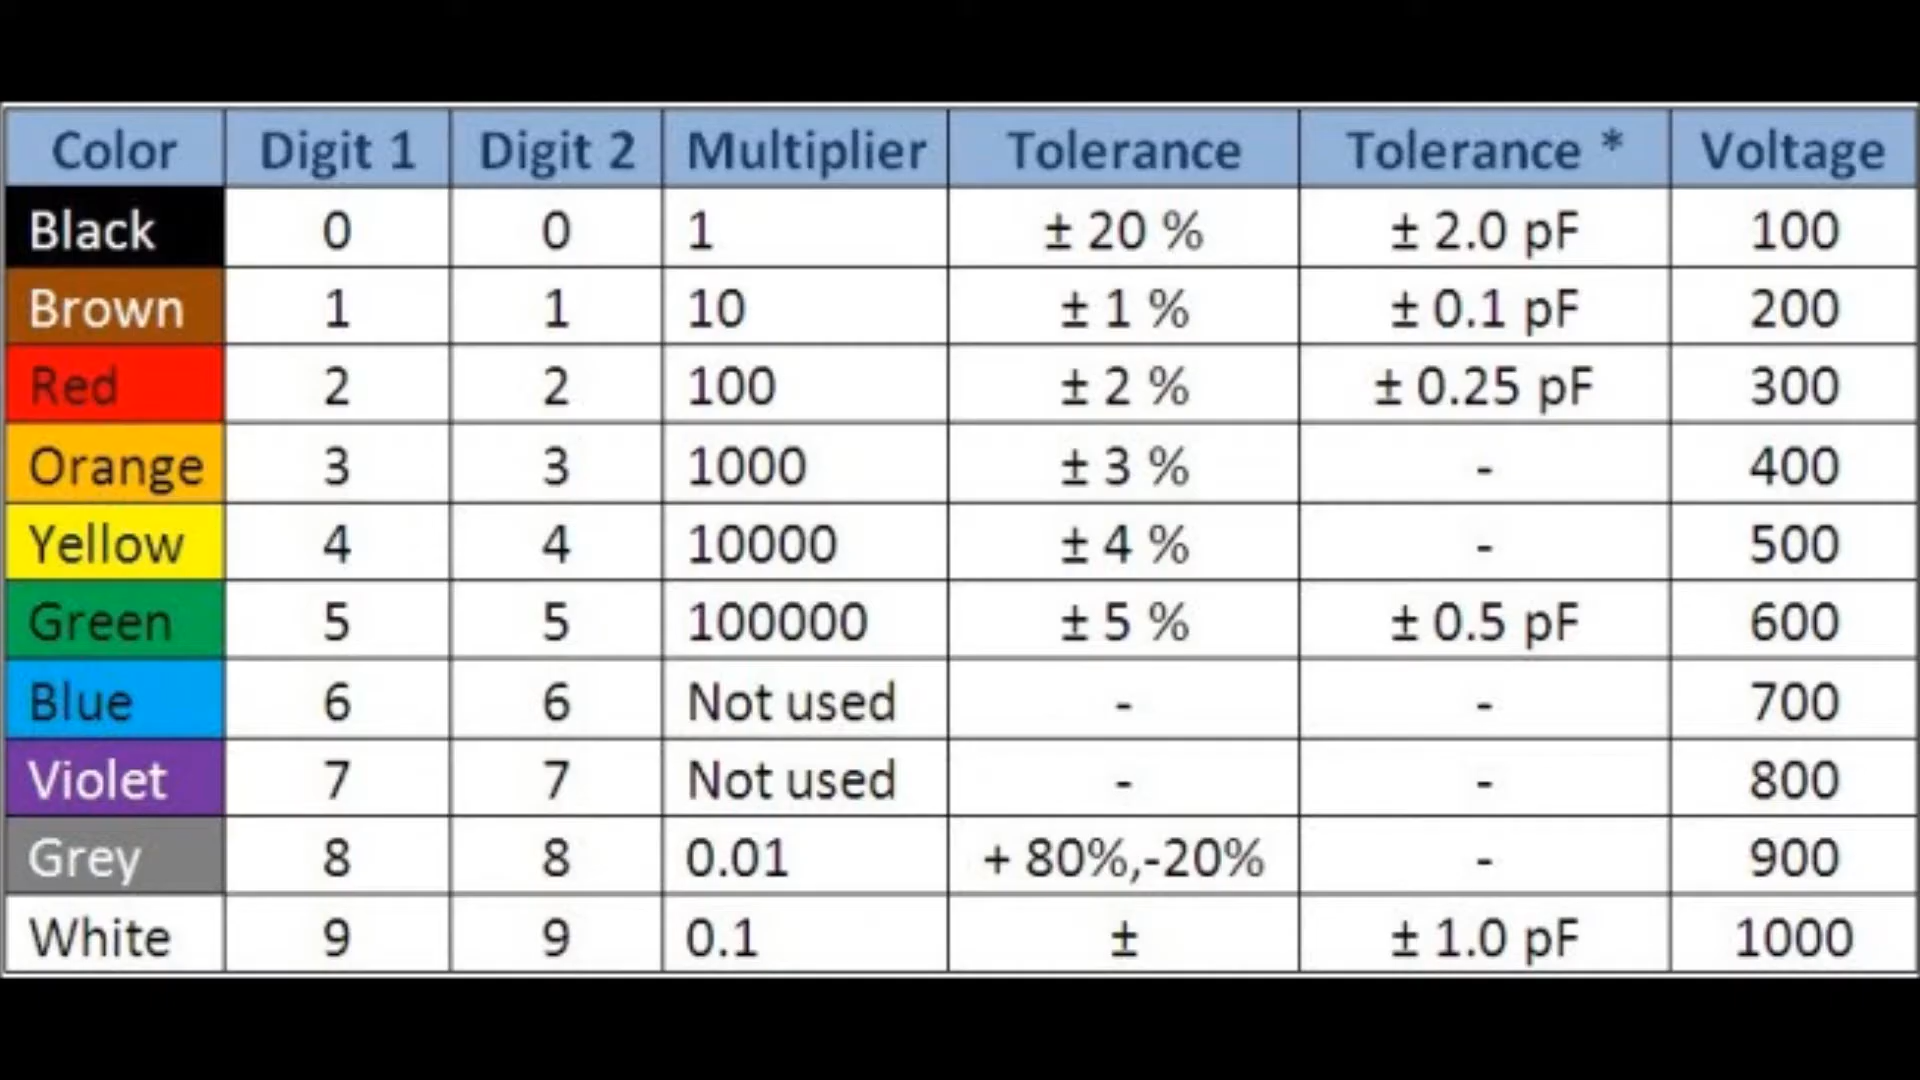 Color Digit 1 Digit 2 Multiplier Tolerance Tolerance * Voltage
Black 0 0 1 ± 20 % ± 2.0 pF 100
Brown 1 1 10 ± 1 % ± 0.1 pF 200
Red 2 2 100 ± 2 % ± 0.25 pF 300
Orange 3 3 1000 ± 3 % - 400
Yellow 4 4 10000 ± 4 % - 500
Green 5 5 100000 ± 5 % ± 0.5 pF 600
Blue 6 6 Not used - - 700
Violet 7 7 Not used - - 800
Grey 8 8 0.01 + 80%,-20% - 900
White 9 9 0.1 ± ± 1.0 pF 1000